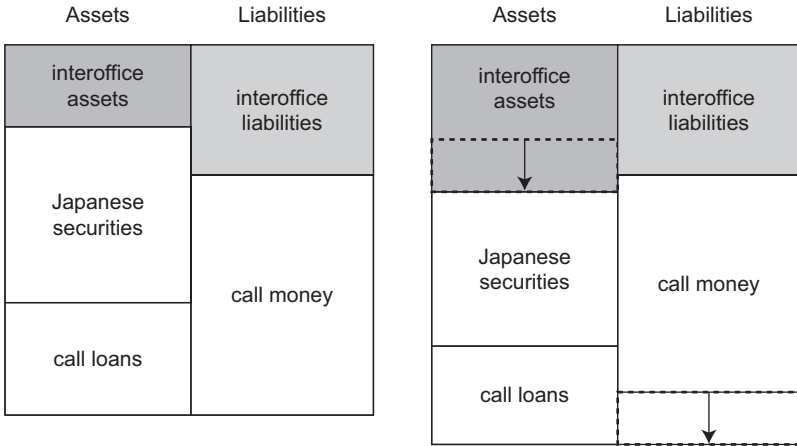 Assets
Liabilities
interoffice
assets
interoffice
liabilities
Japanese
securities
call money
call loans
Assets
Liabilities
interoffice
assets
interoffice
liabilities
Japanese
securities
call money
call loans